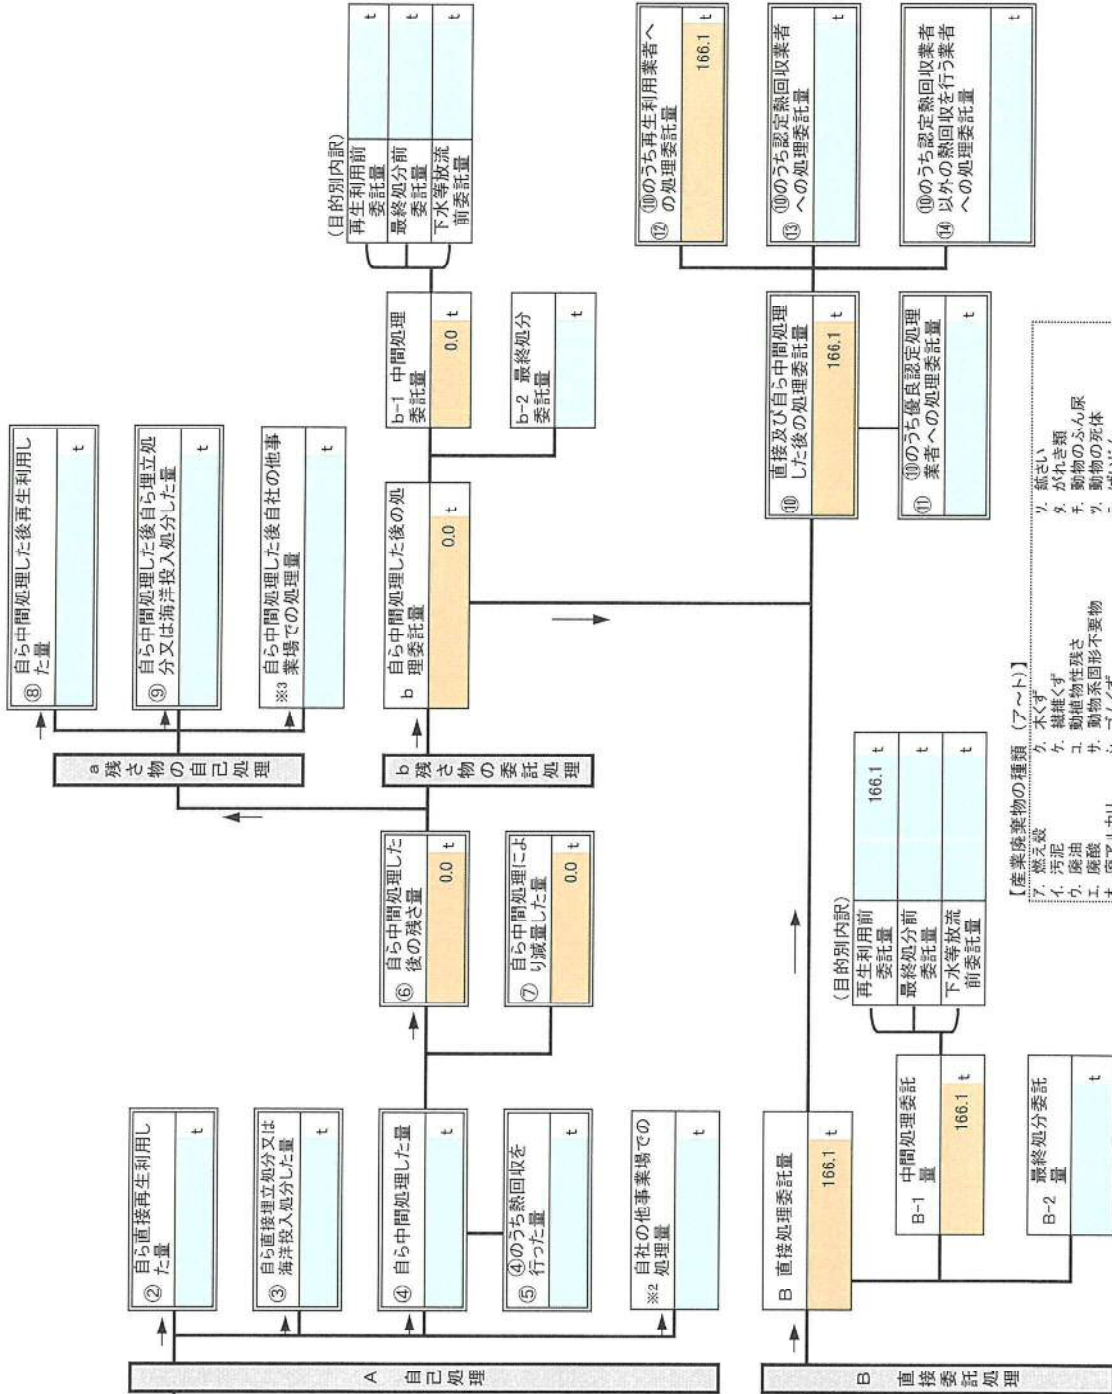 A 自己処理
② 自ら直接再生利用し
た量
t
③ 自ら直接埋立処分又は
海洋投入処分した量
t
④ 自ら中間処理した量
t
⑤ ④のうち熱回収を
行った量
t
※2 自社の他事業場での
処理量
t
⑥ 自ら中間処理した
後の残さ量
0.0 t
⑦ 自ら中間処理によ
り減量した量
0.0 t
a 残さ物の自己処理
⑧ 自ら中間処理した後再生利用し
た量
t
⑨ 自ら中間処理した後自ら埋立処
分又は海洋投入処分した量
t
※3 自ら中間処理した後自社の他事
業場での処理量
t
b 残さ物の委託処理
b 自ら中間処理した後の処
理委託量
0.0 t
b-1 中間処理
委託量
0.0 t
b-2 最終処分
委託量
t
(目的別内訳)
再生利用前
委託量
t
最終処分前
委託量
t
下水等放流
前委託量
t
B 直接委託処理
B 直接処理委託量
166.1 t
B-1 中間処理委託
量
166.1 t
B-2 最終処分委託
量
t
(目的別内訳)
再生利用前
委託量
166.1 t
最終処分前
委託量
t
下水等放流
前委託量
t
⑩ 直接及び自ら中間処理
した後の処理委託量
166.1 t
⑪ ⑩のうち優良認定処理
業者への処理委託量
t
⑫ ⑩のうち再生利用業者へ
の処理委託量
166.1 t
⑬ ⑩のうち認定熱回収業者
への処理委託量
t
⑭ ⑩のうち認定熱回収業者
以外の熱回収を行う業者
への処理委託量
t
【産業廃棄物の種類（ア～ト）】
ア. 燃え殻 ク. 木くず ソ. 鉱さい
イ. 汚泥 ケ. 繊維くず タ. がれき類
ウ. 廃油 コ. 動植物性残さ チ. 動物のふん尿
エ. 廃酸 サ. 動物系固形不要物 ツ. 動物の死体